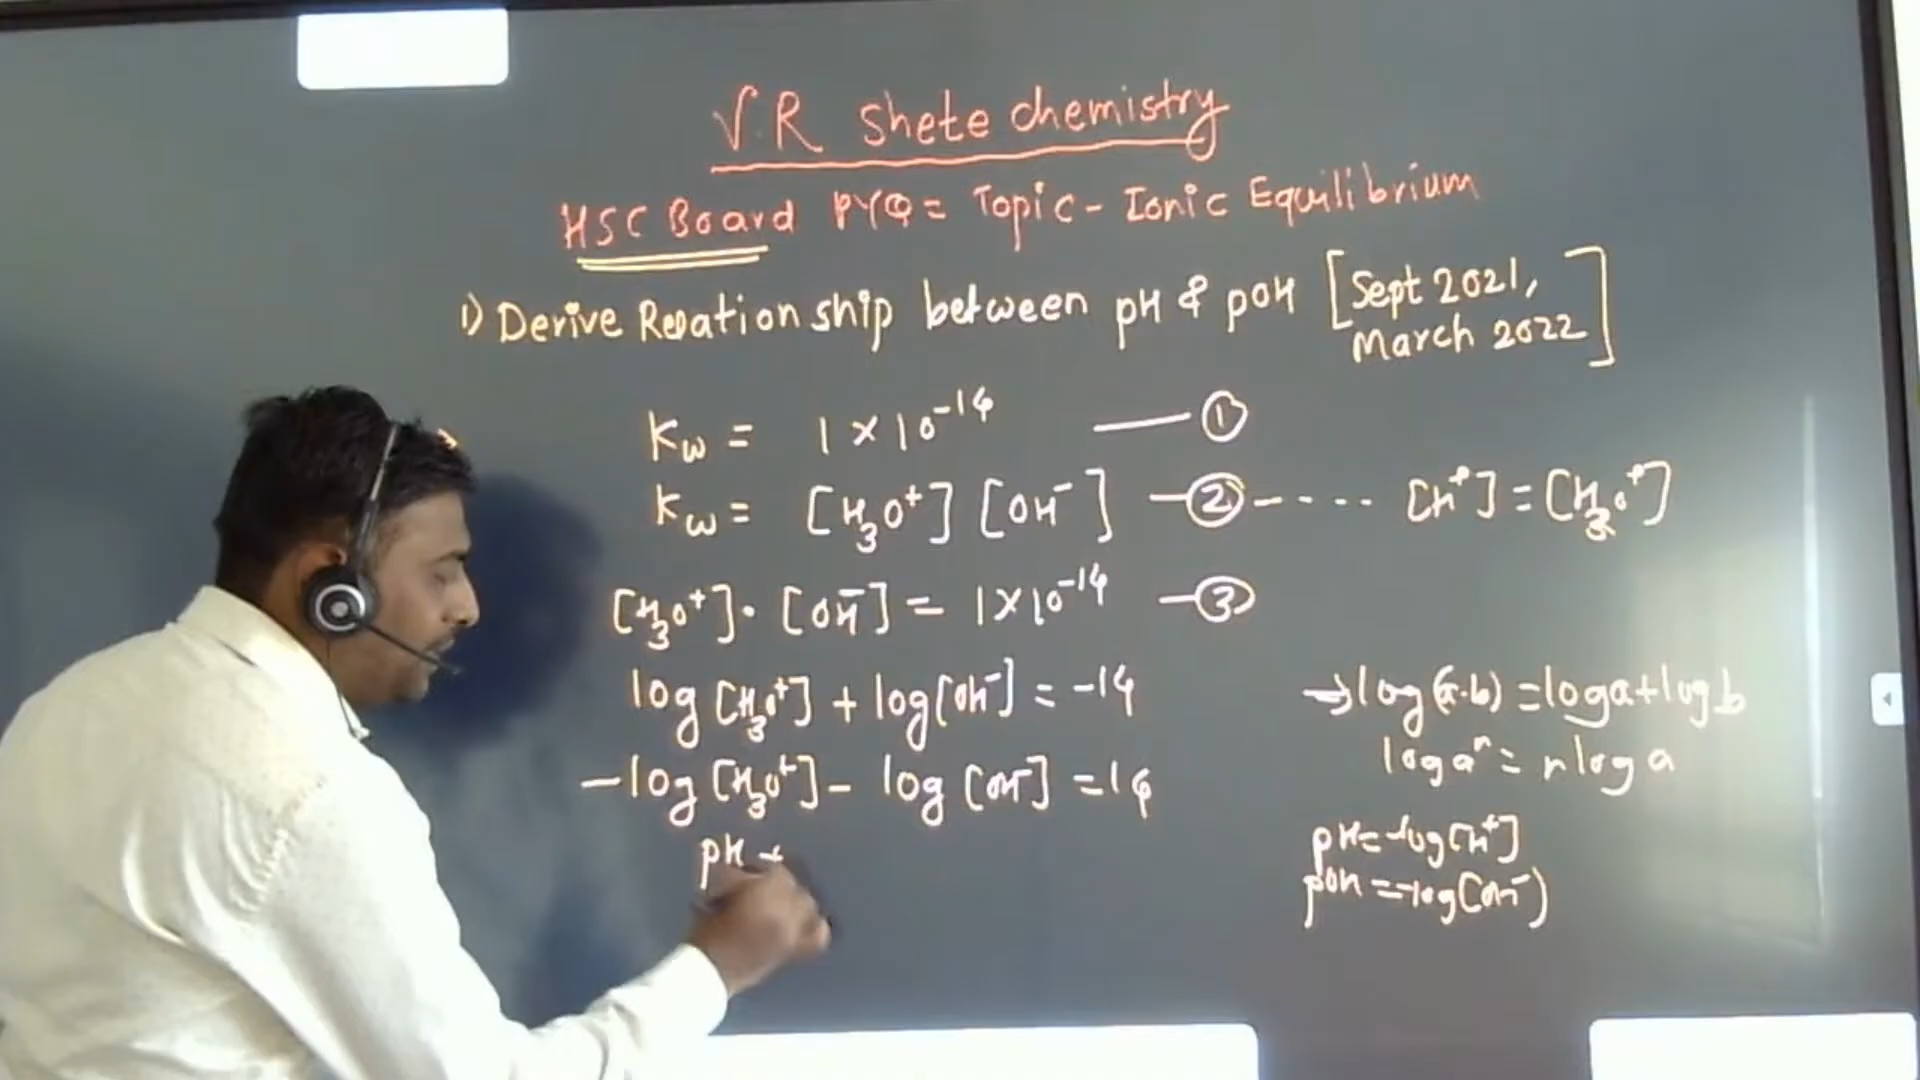 V.R Shete chemistry
HSC Board PYQ = Topic - Ionic Equilibrium
1) Derive Relationship between pH & pOH [Sept 2021, March 2022]
Kw = 1 × 10⁻¹⁴ —— ①
Kw = [H₃O⁺] [OH⁻] —② - - - - [H⁺] = [H₃O⁺]
[H₃O⁺] · [OH⁻] = 1×10⁻¹⁴ —③
log [H₃O⁺] + log [OH⁻] = -14
→ log (a·b) = log a + log b
log aⁿ = n log a
-log [H₃O⁺] - log [OH⁻] = 14
pH +
pH = -log [H⁺]
pOH = -log [OH⁻)